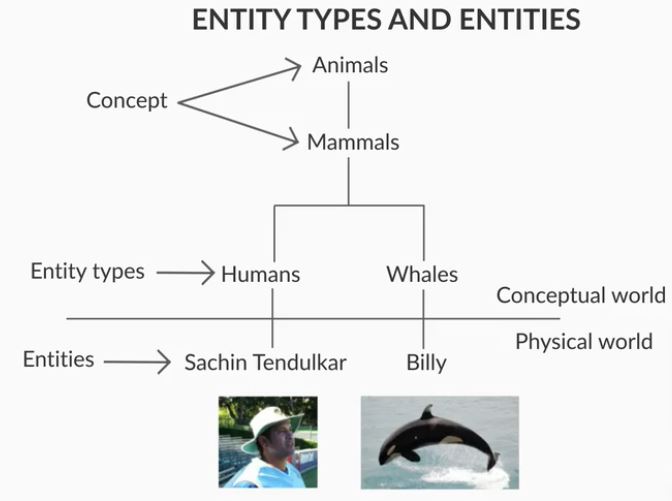 ENTITY TYPES AND ENTITIES
Animals
Concept
Mammals
Entity types
Humans
Whales
Conceptual world
Physical world
Entities
Sachin Tendulkar
Billy